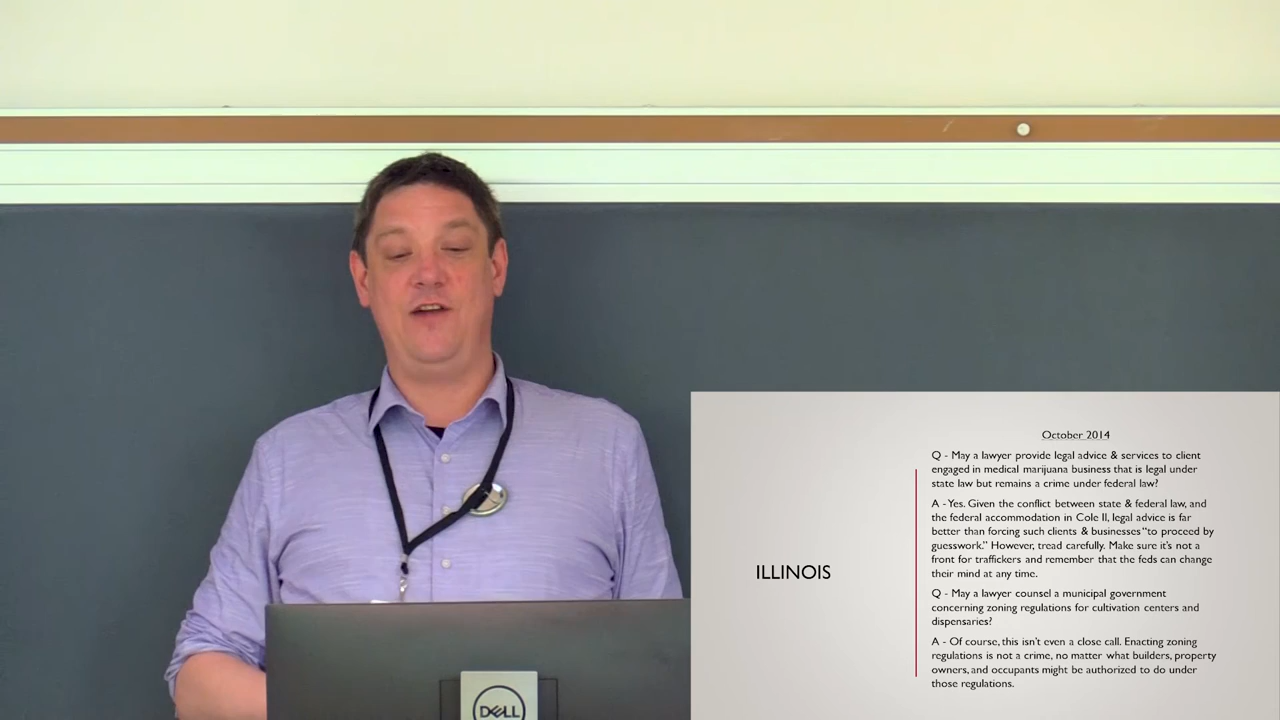 October 2014
Q - May a lawyer provide legal advice & services to client
engaged in medical marijuana business that is legal under
state law but remains a crime under federal law?
A - Yes. Given the conflict between state & federal law, and
the federal accommodation in Cole II, legal advice is far
better than forcing such clients & businesses “to proceed by
guesswork.” However, tread carefully. Make sure it’s not a
front for traffickers and remember that the feds can change
their mind at any time.
ILLINOIS
Q - May a lawyer counsel a municipal government
concerning zoning regulations for cultivation centers and
dispensaries?
A - Of course, this isn’t even a close call. Enacting zoning
regulations is not a crime, no matter what builders, property
owners, and occupants might be authorized to do under
those regulations.
DELL